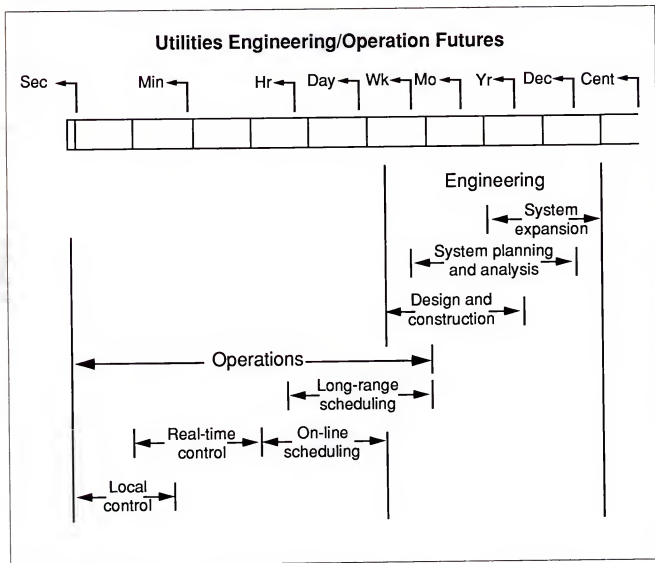 Utilities Engineering/Operation Futures
Sec Min Hr Day Wk Mo Yr Dec Cent
Engineering
System
expansion
System planning
and analysis
Design and
construction
Operations
Long-range
scheduling
Real-time
control
On-line
scheduling
Local
control